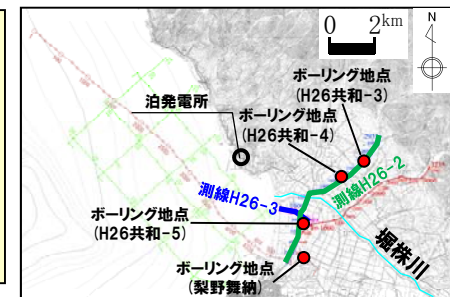 0 2km
N
ボーリング地点
(H26共和-3)
泊発電所
ボーリング地点
(H26共和-4)
測線H26-2
測線H26-3
ボーリング地点
(H26共和-5)
堀株川
ボーリング地点
(梨野舞納)